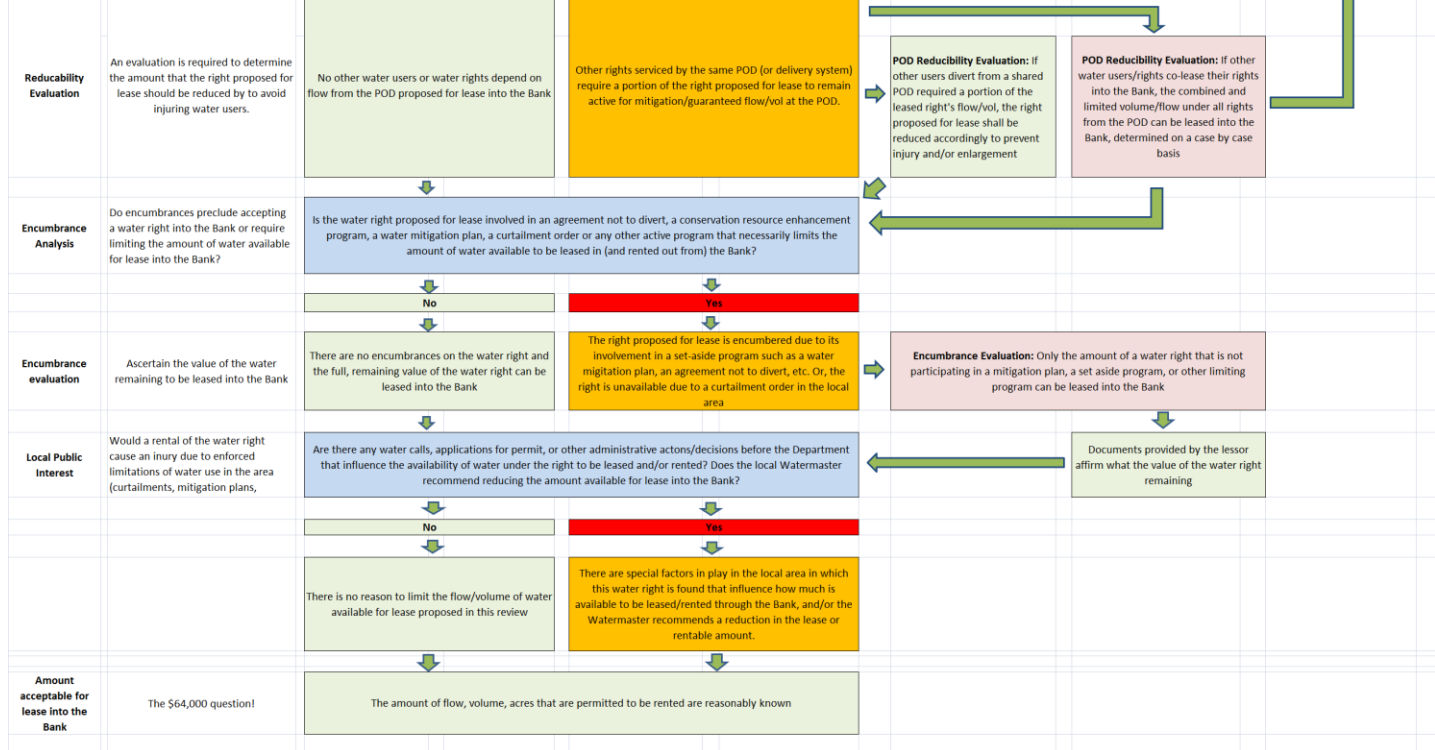 Reducability
Evaluation
An evaluation is required to determine
the amount that the right proposed for
lease should be reduced by to avoid
injuring water users.
No other water users or water rights depend on
flow from the POD proposed for lease into the Bank
Other rights serviced by the same POD (or delivery system)
require a portion of the right proposed for lease to remain
active for mitigation/guaranteed flow/vol at the POD.
POD Reducibility Evaluation: If
other users divert from a shared
POD required a portion of the
leased right's flow/vol, the right
proposed for lease shall be
reduced accordingly to prevent
injury and/or enlargement
POD Reducibility Evaluation: If other
water users/rights co-lease their rights
into the Bank, the combined and
limited volume/flow under all rights
from the POD can be leased into the
Bank, determined on a case by case
basis
Encumbrance
Analysis
Do encumbrances preclude accepting
a water right into the Bank or require
limiting the amount of water available
for lease into the Bank?
Is the water right proposed for lease involved in an agreement not to divert, a conservation resource enhancement
program, a water mitigation plan, a curtailment order or any other active program that necessarily limits the
amount of water available to be leased in (and rented out from) the Bank?
No
Yes
Encumbrance
evaluation
Ascertain the value of the water
remaining to be leased into the Bank
There are no encumbrances on the water right and
the full, remaining value of the water right can be
leased into the Bank
The right proposed for lease is encumbered due to its
involvement in a set-aside program such as a water
migitation plan, an agreement not to divert, etc. Or, the
right is unavailable due to a curtailment order in the local
area
Encumbrance Evaluation: Only the amount of a water right that is not
participating in a mitigation plan, a set aside program, or other limiting
program can be leased into the Bank
Local Public
Interest
Would a rental of the water right
cause an inury due to enforced
limitations of water use in the area
(curtailments, mitigation plans,
Are there any water calls, applications for permit, or other administrative actons/decisions before the Department
that influence the availability of water under the right to be leased and/or rented? Does the local Watermaster
recommend reducing the amount available for lease into the Bank?
Documents provided by the lessor
affirm what the value of the water right
remaining
No
Yes
There is no reason to limit the flow/volume of water
available for lease proposed in this review
There are special factors in play in the local area in which
this water right is found that influence how much is
available to be leased/rented through the Bank, and/or the
Watermaster recommends a reduction in the lease or
rentable amount.
Amount
acceptable for
lease into the
Bank
The $64,000 question!
The amount of flow, volume, acres that are permitted to be rented are reasonably known